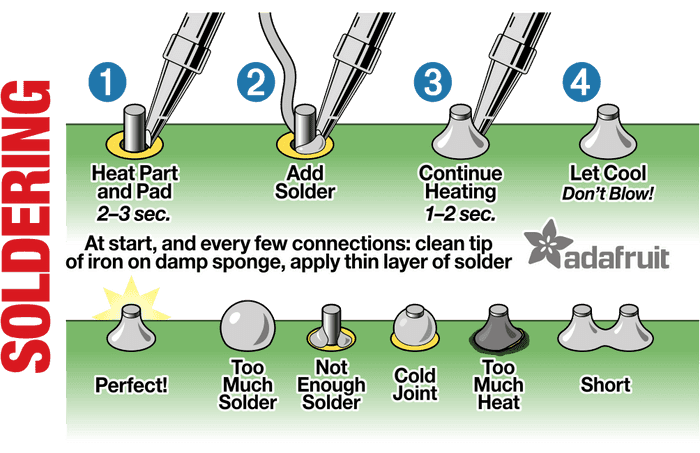 SOLDERING
1
Heat Part
and Pad
2–3 sec.
2
Add
Solder
3
Continue
Heating
1–2 sec.
4
Let Cool
Don't Blow!
At start, and every few connections: clean tip
of iron on damp sponge, apply thin layer of solder
adafruit
Perfect!
Too
Much
Solder
Not
Enough
Solder
Cold
Joint
Too
Much
Heat
Short